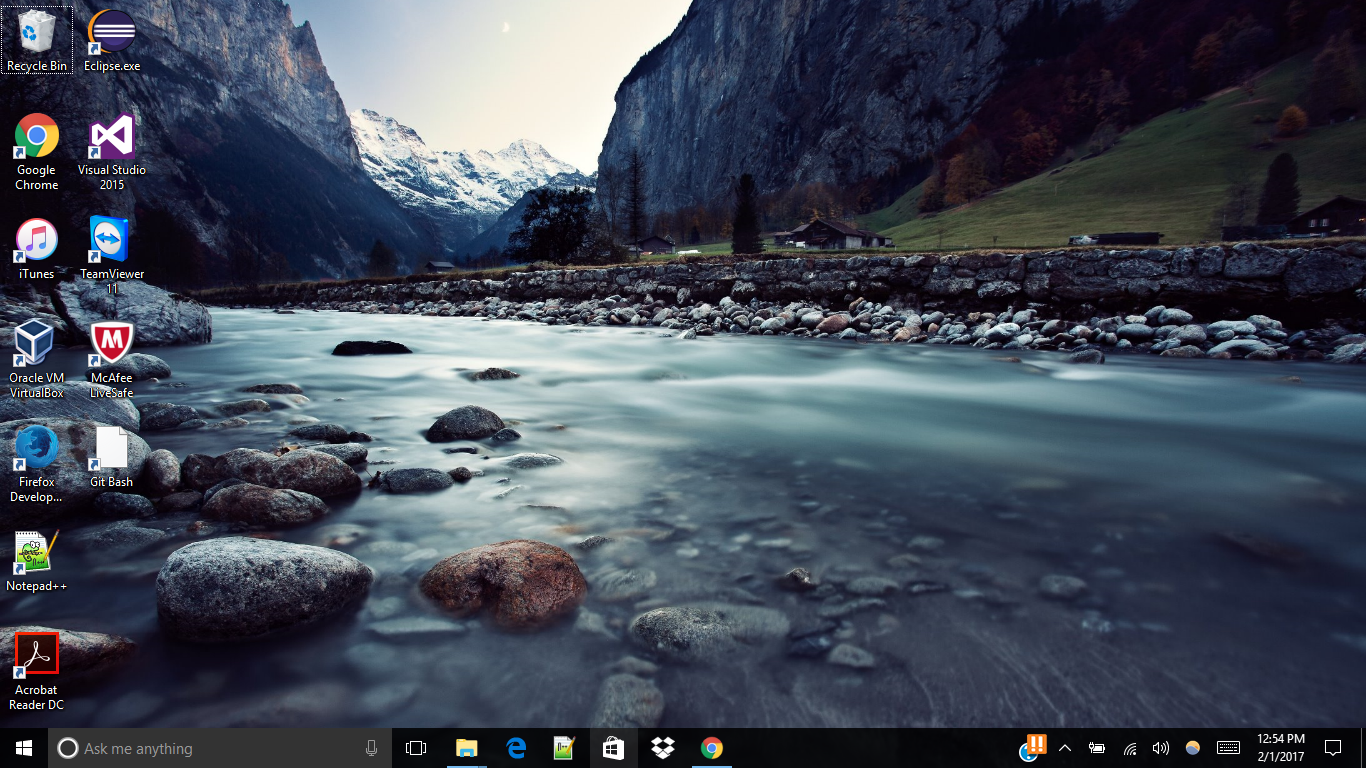 Recycle Bin
Eclipse.exe
Google
Chrome
Visual Studio
2015
iTunes
TeamViewer
11
Oracle VM
VirtualBox
McAfee
LiveSafe
Firefox
Develop...
Git Bash
Notepad++
Acrobat
Reader DC
Ask me anything
12:54 PM
2/1/2017